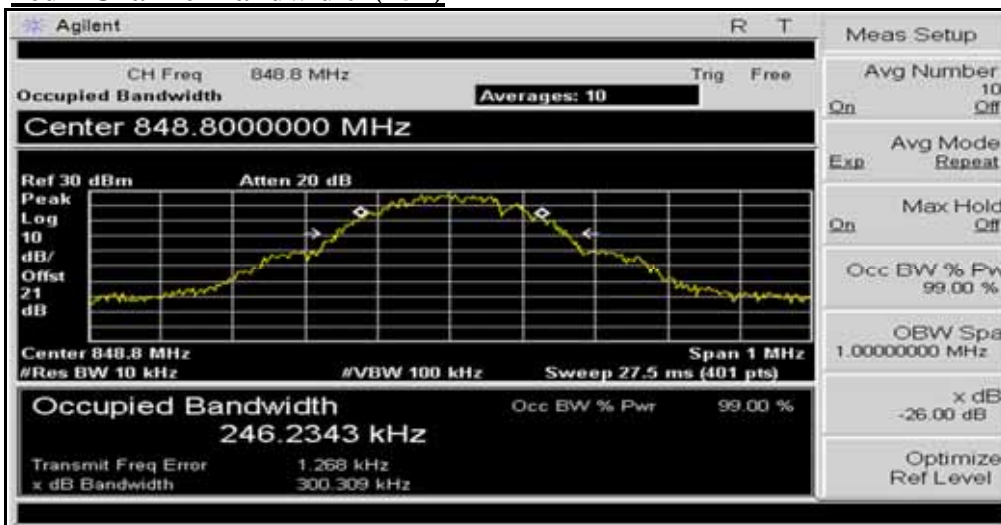 Agilent
R T
CH Freq 848.8 MHz Trig Free
Occupied Bandwidth Averages: 10
Center 848.8000000 MHz
Ref 30 dBm Atten 20 dB
Peak
Log
10
dB/
Offst
21
dB
Center 848.8 MHz Span 1 MHz
#Res BW 10 kHz #VBW 100 kHz Sweep 27.5 ms (401 pts)
Occupied Bandwidth Occ BW % Pwr 99.00 %
246.2343 kHz
Transmit Freq Error 1.268 kHz
x dB Bandwidth 300.309 kHz
Meas Setup
Avg Number
10
On Off
Avg Mode
Exp Repeat
Max Hold
On Off
Occ BW % Pw
99.00 %
OBW Spa
1.00000000 MHz
x dB
-26.00 dB
Optimize
Ref Level